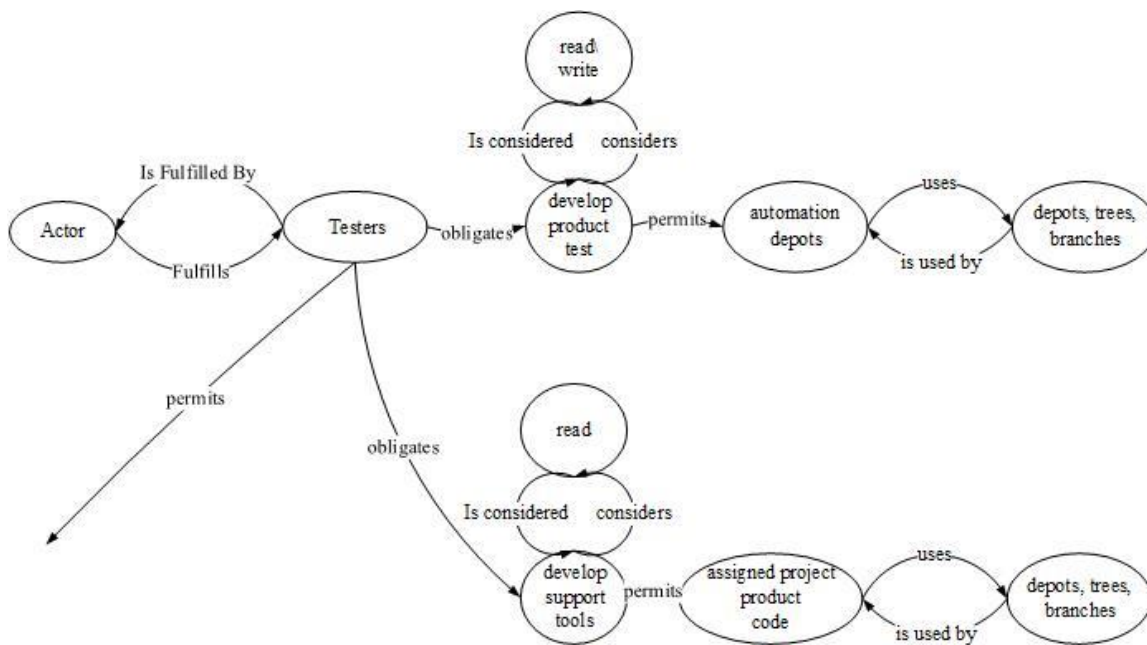 read\
write
Is considered
considers
Is Fulfilled By
Actor
Testers
obligates
develop
product
test
permits
automation
depots
uses
depots, trees,
branches
is used by
Fulfills
permits
obligates
read
Is considered
considers
develop
support
tools
permits
assigned project
product
code
uses
depots, trees,
branches
is used by